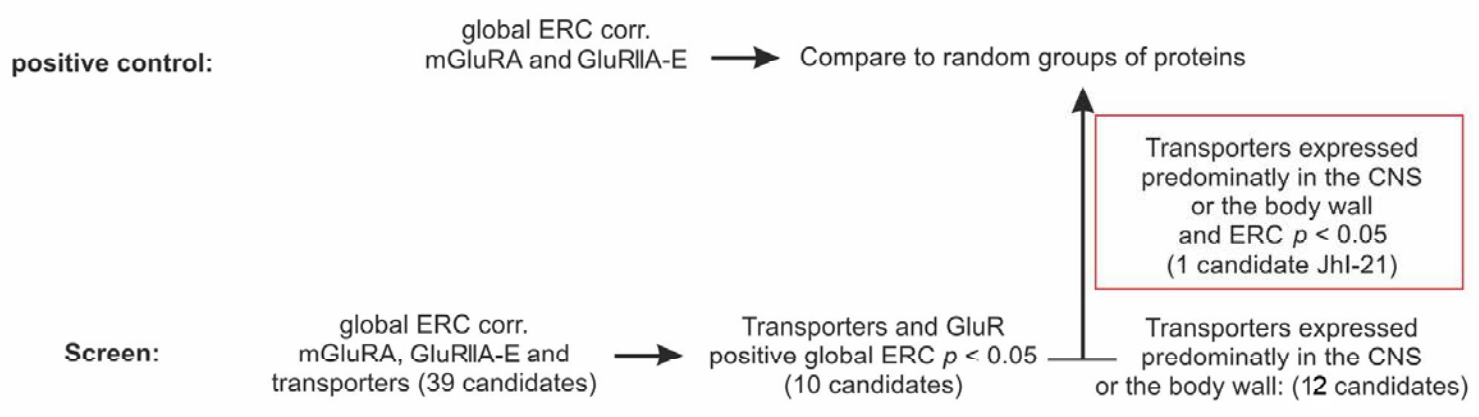 global ERC corr.
positive control: mGluRA and GluRIIA-E Compare to random groups of proteins
Transporters expressed
predominatly in the CNS
or the body wall
and ERC p < 0.05
(1 candidate JhI-21)
global ERC corr.
Screen: mGluRA, GluRIIA-E and
transporters (39 candidates)
Transporters and GluR
positive global ERC p < 0.05
(10 candidates)
Transporters expressed
predominatly in the CNS
or the body wall: (12 candidates)